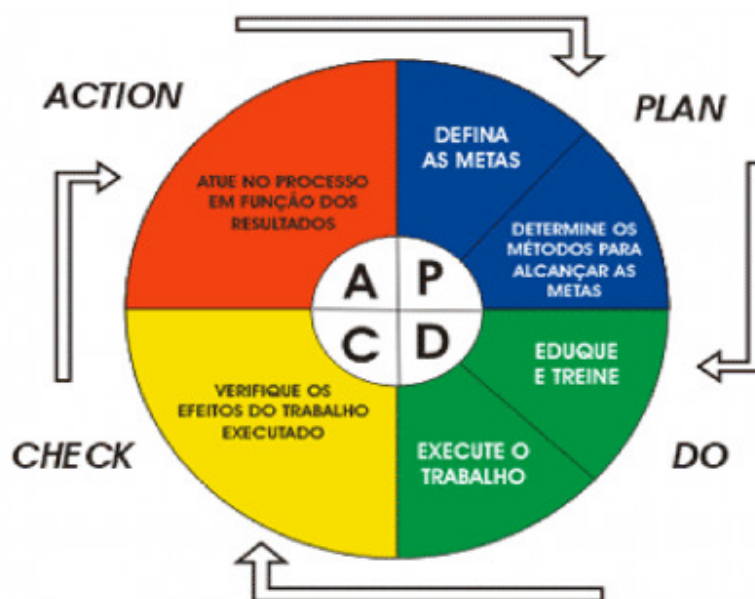 ACTION
PLAN
DEFINA
AS METAS
ATUE NO PROCESSO
EM FUNÇÃO DOS
RESULTADOS
DETERMINE OS
MÉTODOS PARA
ALCANÇAR AS
METAS
A P
C D
EDUQUE
E TREINE
VERIFIQUE OS
EFEITOS DO TRABALHO
EXECUTADO
EXECUTE O
TRABALHO
CHECK
DO